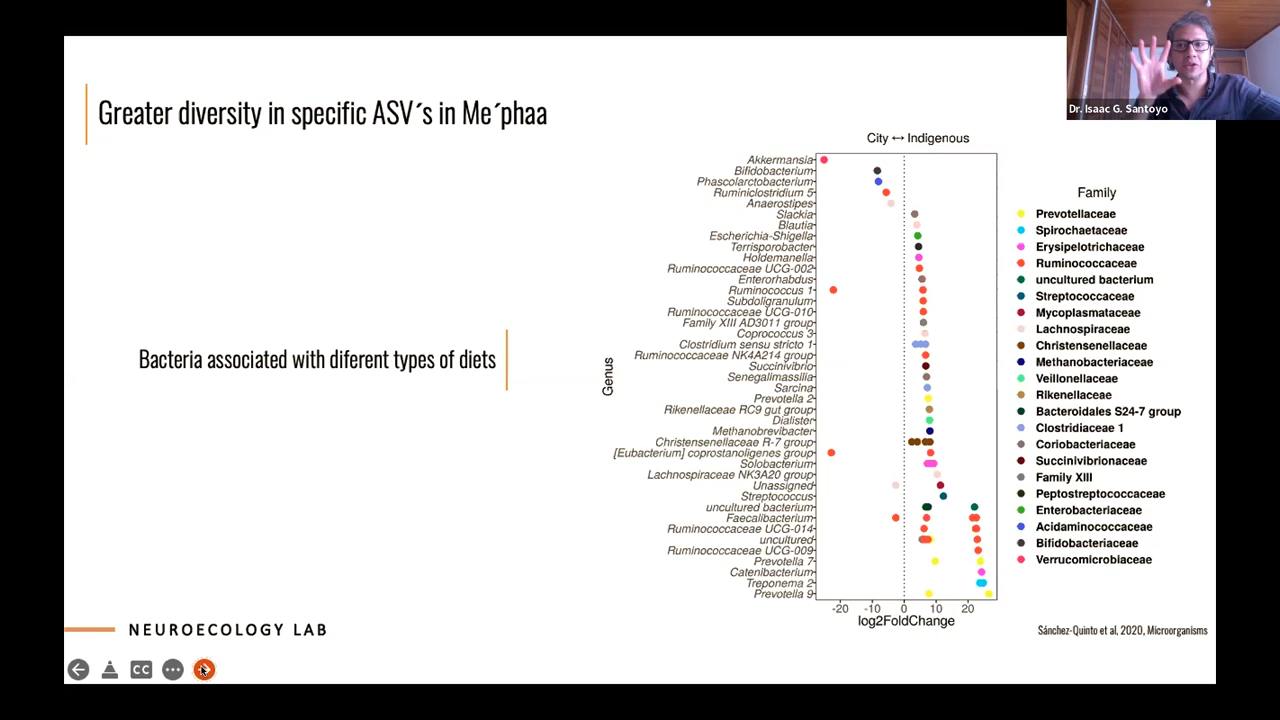 Dr. Isaac G. Santoyo
Greater diversity in specific ASV´s in Me´phaa
Bacteria associated with diferent types of diets
City ↔ Indigenous
Genus
Akkermansia
Bifidobacterium
Phascolarctobacterium
Ruminiclostridium 5
Anaerostipes
Slackia
Blautia
Escherichia-Shigella
Terrisporobacter
Holdemanella
Ruminococcaceae UCG-002
Enterorhabdus
Ruminococcus 1
Subdoligranulum
Ruminococcaceae UCG-010
Family XIII AD3011 group
Coprococcus 3
Clostridium sensu stricto 1
Ruminococcaceae NK4A214 group
Succinivibrio
Senegalimassilia
Sarcina
Prevotella 2
Rikenellaceae RC9 gut group
Dialister
Methanobrevibacter
Christensenellaceae R-7 group
[Eubacterium] coprostanoligenes group
Solobacterium
Lachnospiraceae NK3A20 group
Unassigned
Streptococcus
uncultured bacterium
Faecalibacterium
Ruminococcaceae UCG-014
uncultured
Ruminococcaceae UCG-009
Prevotella 7
Catenibacterium
Treponema 2
Prevotella 9
-20 -10 0 10 20
log2FoldChange
Family
Prevotellaceae
Spirochaetaceae
Erysipelotrichaceae
Ruminococcaceae
uncultured bacterium
Streptococcaceae
Mycoplasmataceae
Lachnospiraceae
Christensenellaceae
Methanobacteriaceae
Veillonellaceae
Rikenellaceae
Bacteroidales S24-7 group
Clostridiaceae 1
Coriobacteriaceae
Succinivibrionaceae
Family XIII
Peptostreptococcaceae
Enterobacteriaceae
Acidaminococcaceae
Bifidobacteriaceae
Verrucomicrobiaceae
NEUROECOLOGY LAB
Sánchez-Quinto et al, 2020, Microorganisms
CC